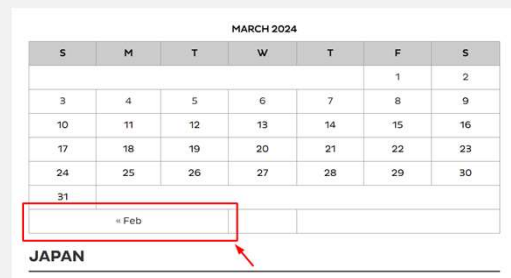 MARCH 2024
S M T W T F S
1 2
3 4 5 6 7 8 9
10 11 12 13 14 15 16
17 18 19 20 21 22 23
24 25 26 27 28 29 30
31
« Feb
JAPAN